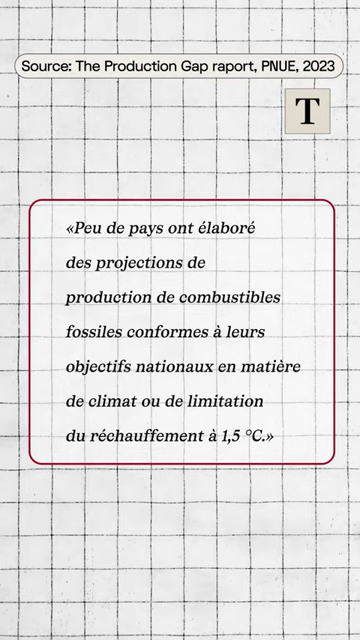 Source: The Production Gap raport, PNUE, 2023
T
«Peu de pays ont élaboré
des projections de
production de combustibles
fossiles conformes à leurs
objectifs nationaux en matière
de climat ou de limitation
du réchauffement à 1,5 °C.»